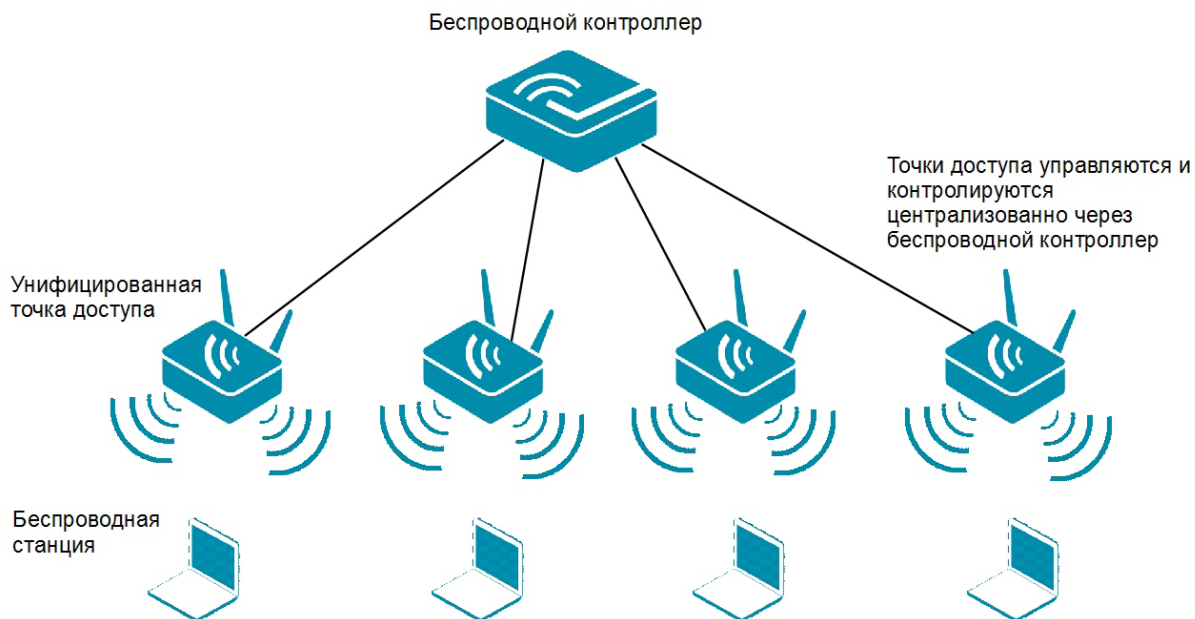 Беспроводной контроллер
Точки доступа управляются и
контролируются
централизованно через
беспроводной контроллер
Унифицированная
точка доступа
Беспроводная
станция